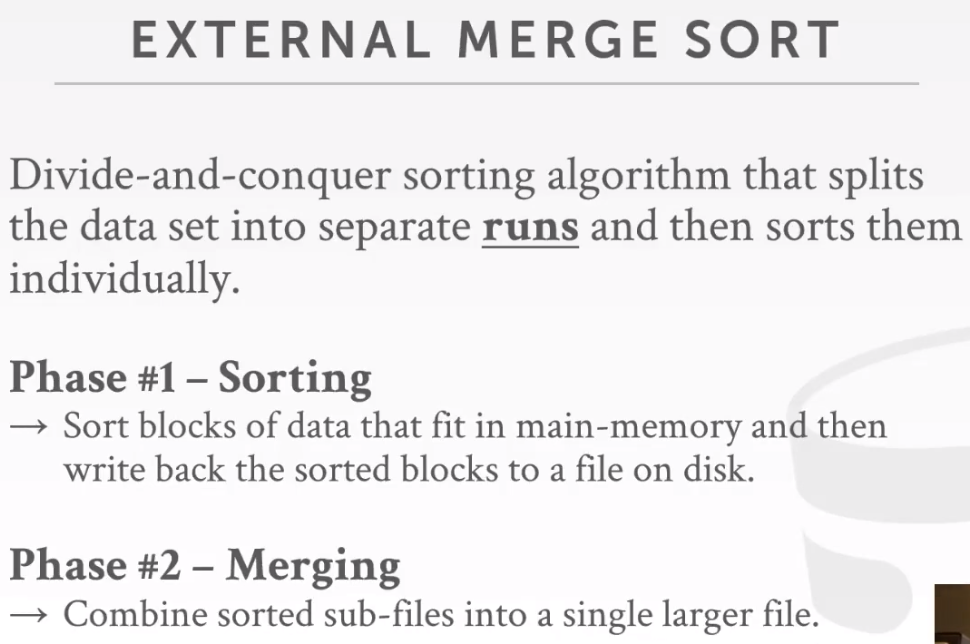 EXTERNAL MERGE SORT
Divide-and-conquer sorting algorithm that splits
the data set into separate runs and then sorts them
individually.
Phase #1 – Sorting
→ Sort blocks of data that fit in main-memory and then
write back the sorted blocks to a file on disk.
Phase #2 – Merging
→ Combine sorted sub-files into a single larger file.